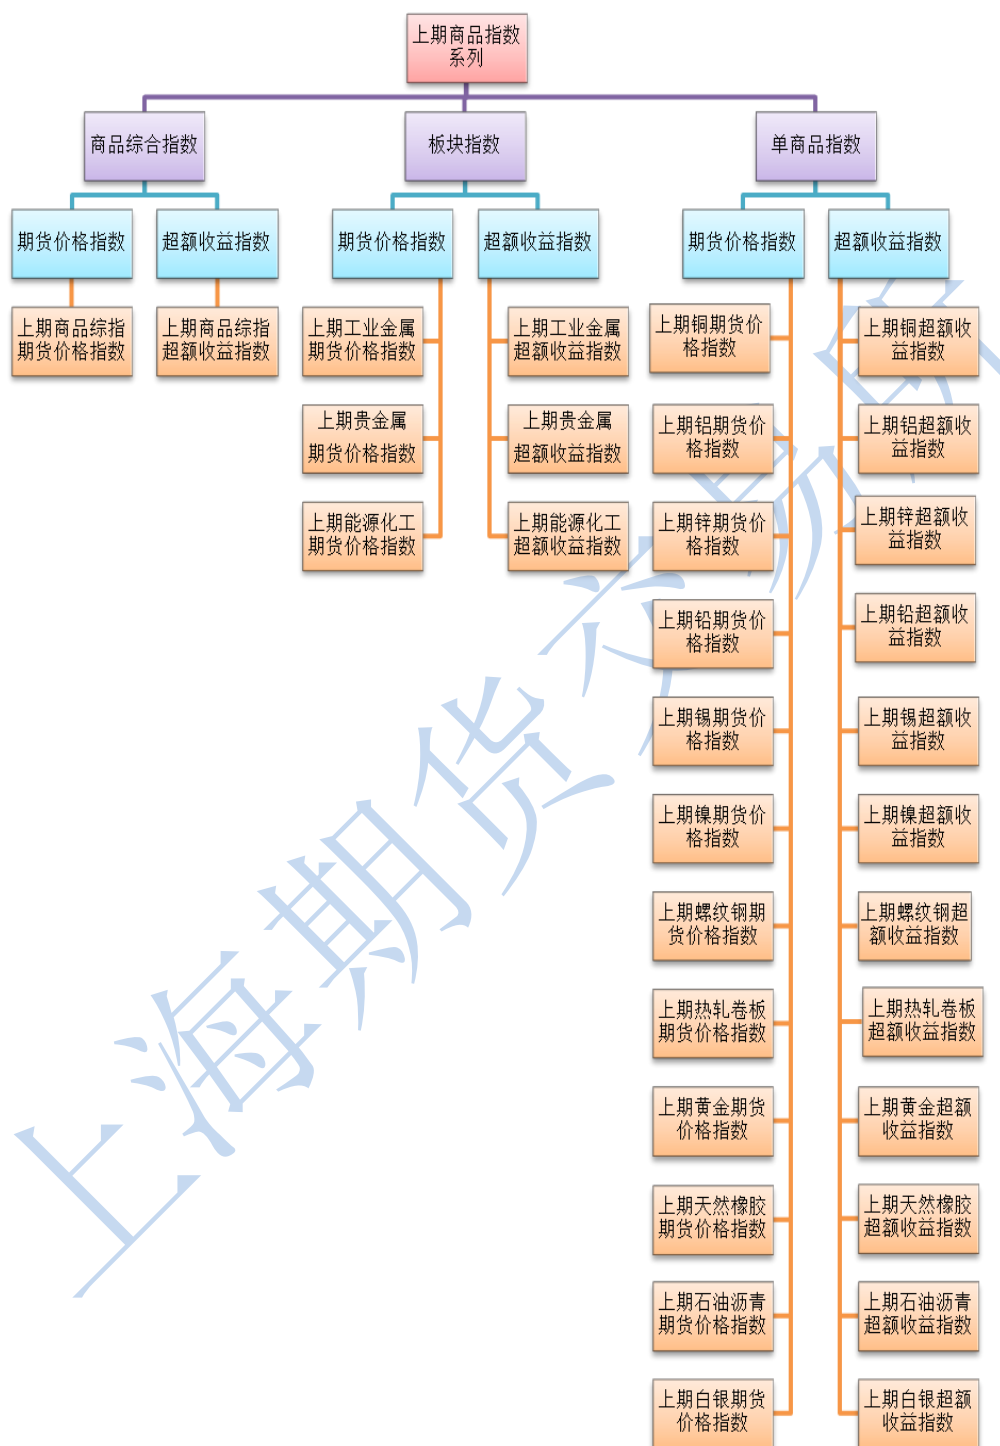 上期商品指数
系列
商品综合指数
板块指数
单商品指数
期货价格指数
超额收益指数
期货价格指数
超额收益指数
期货价格指数
超额收益指数
上期商品综指
期货价格指数
上期商品综指
超额收益指数
上期工业金属
期货价格指数
上期贵金属
期货价格指数
上期能源化工
期货价格指数
上期工业金属
超额收益指数
上期贵金属
超额收益指数
上期能源化工
超额收益指数
上期铜期货价
格指数
上期铝期货价
格指数
上期锌期货价
格指数
上期铅期货价
格指数
上期锡期货价
格指数
上期镍期货价
格指数
上期螺纹钢期
货价格指数
上期热轧卷板
期货价格指数
上期黄金期货
价格指数
上期天然橡胶
期货价格指数
上期石油沥青
期货价格指数
上期白银期货
价格指数
上期铜超额收
益指数
上期铝超额收
益指数
上期锌超额收
益指数
上期铅超额收
益指数
上期锡超额收
益指数
上期镍超额收
益指数
上期螺纹钢超
额收益指数
上期热轧卷板
超额收益指数
上期黄金超额
收益指数
上期天然橡胶
超额收益指数
上期石油沥青
超额收益指数
上期白银超额
收益指数
上海期货交易所